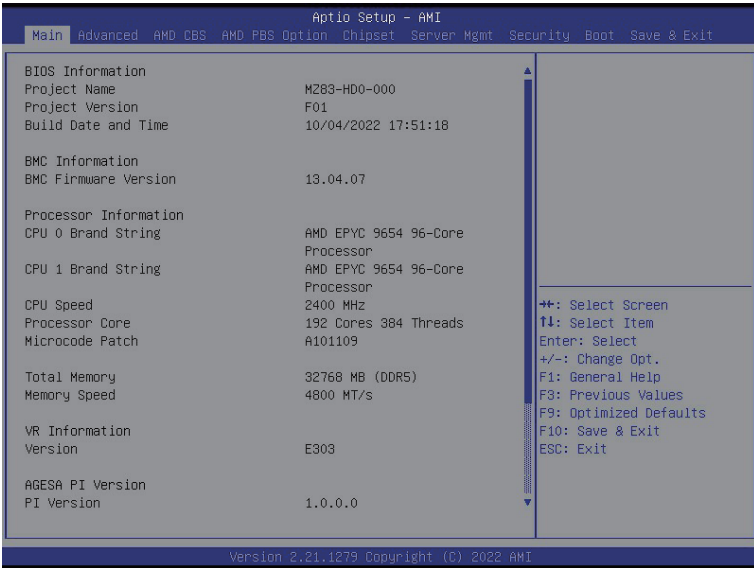 Aptio Setup – AMI
Main Advanced AMD CBS AMD PBS Option Chipset Server Mgmt Security Boot Save & Exit
BIOS Information
Project Name MZ83-HD0-000
Project Version F01
Build Date and Time 10/04/2022 17:51:18
BMC Information
BMC Firmware Version 13.04.07
Processor Information
CPU 0 Brand String AMD EPYC 9654 96-Core
Processor
CPU 1 Brand String AMD EPYC 9654 96-Core
Processor
CPU Speed 2400 MHz
Processor Core 192 Cores 384 Threads
Microcode Patch A101109
Total Memory 32768 MB (DDR5)
Memory Speed 4800 MT/s
VR Information
Version E303
AGESA PI Version
PI Version 1.0.0.0
→←: Select Screen
↑↓: Select Item
Enter: Select
+/-: Change Opt.
F1: General Help
F3: Previous Values
F9: Optimized Defaults
F10: Save & Exit
ESC: Exit
Version 2.21.1279 Copyright (C) 2022 AMI